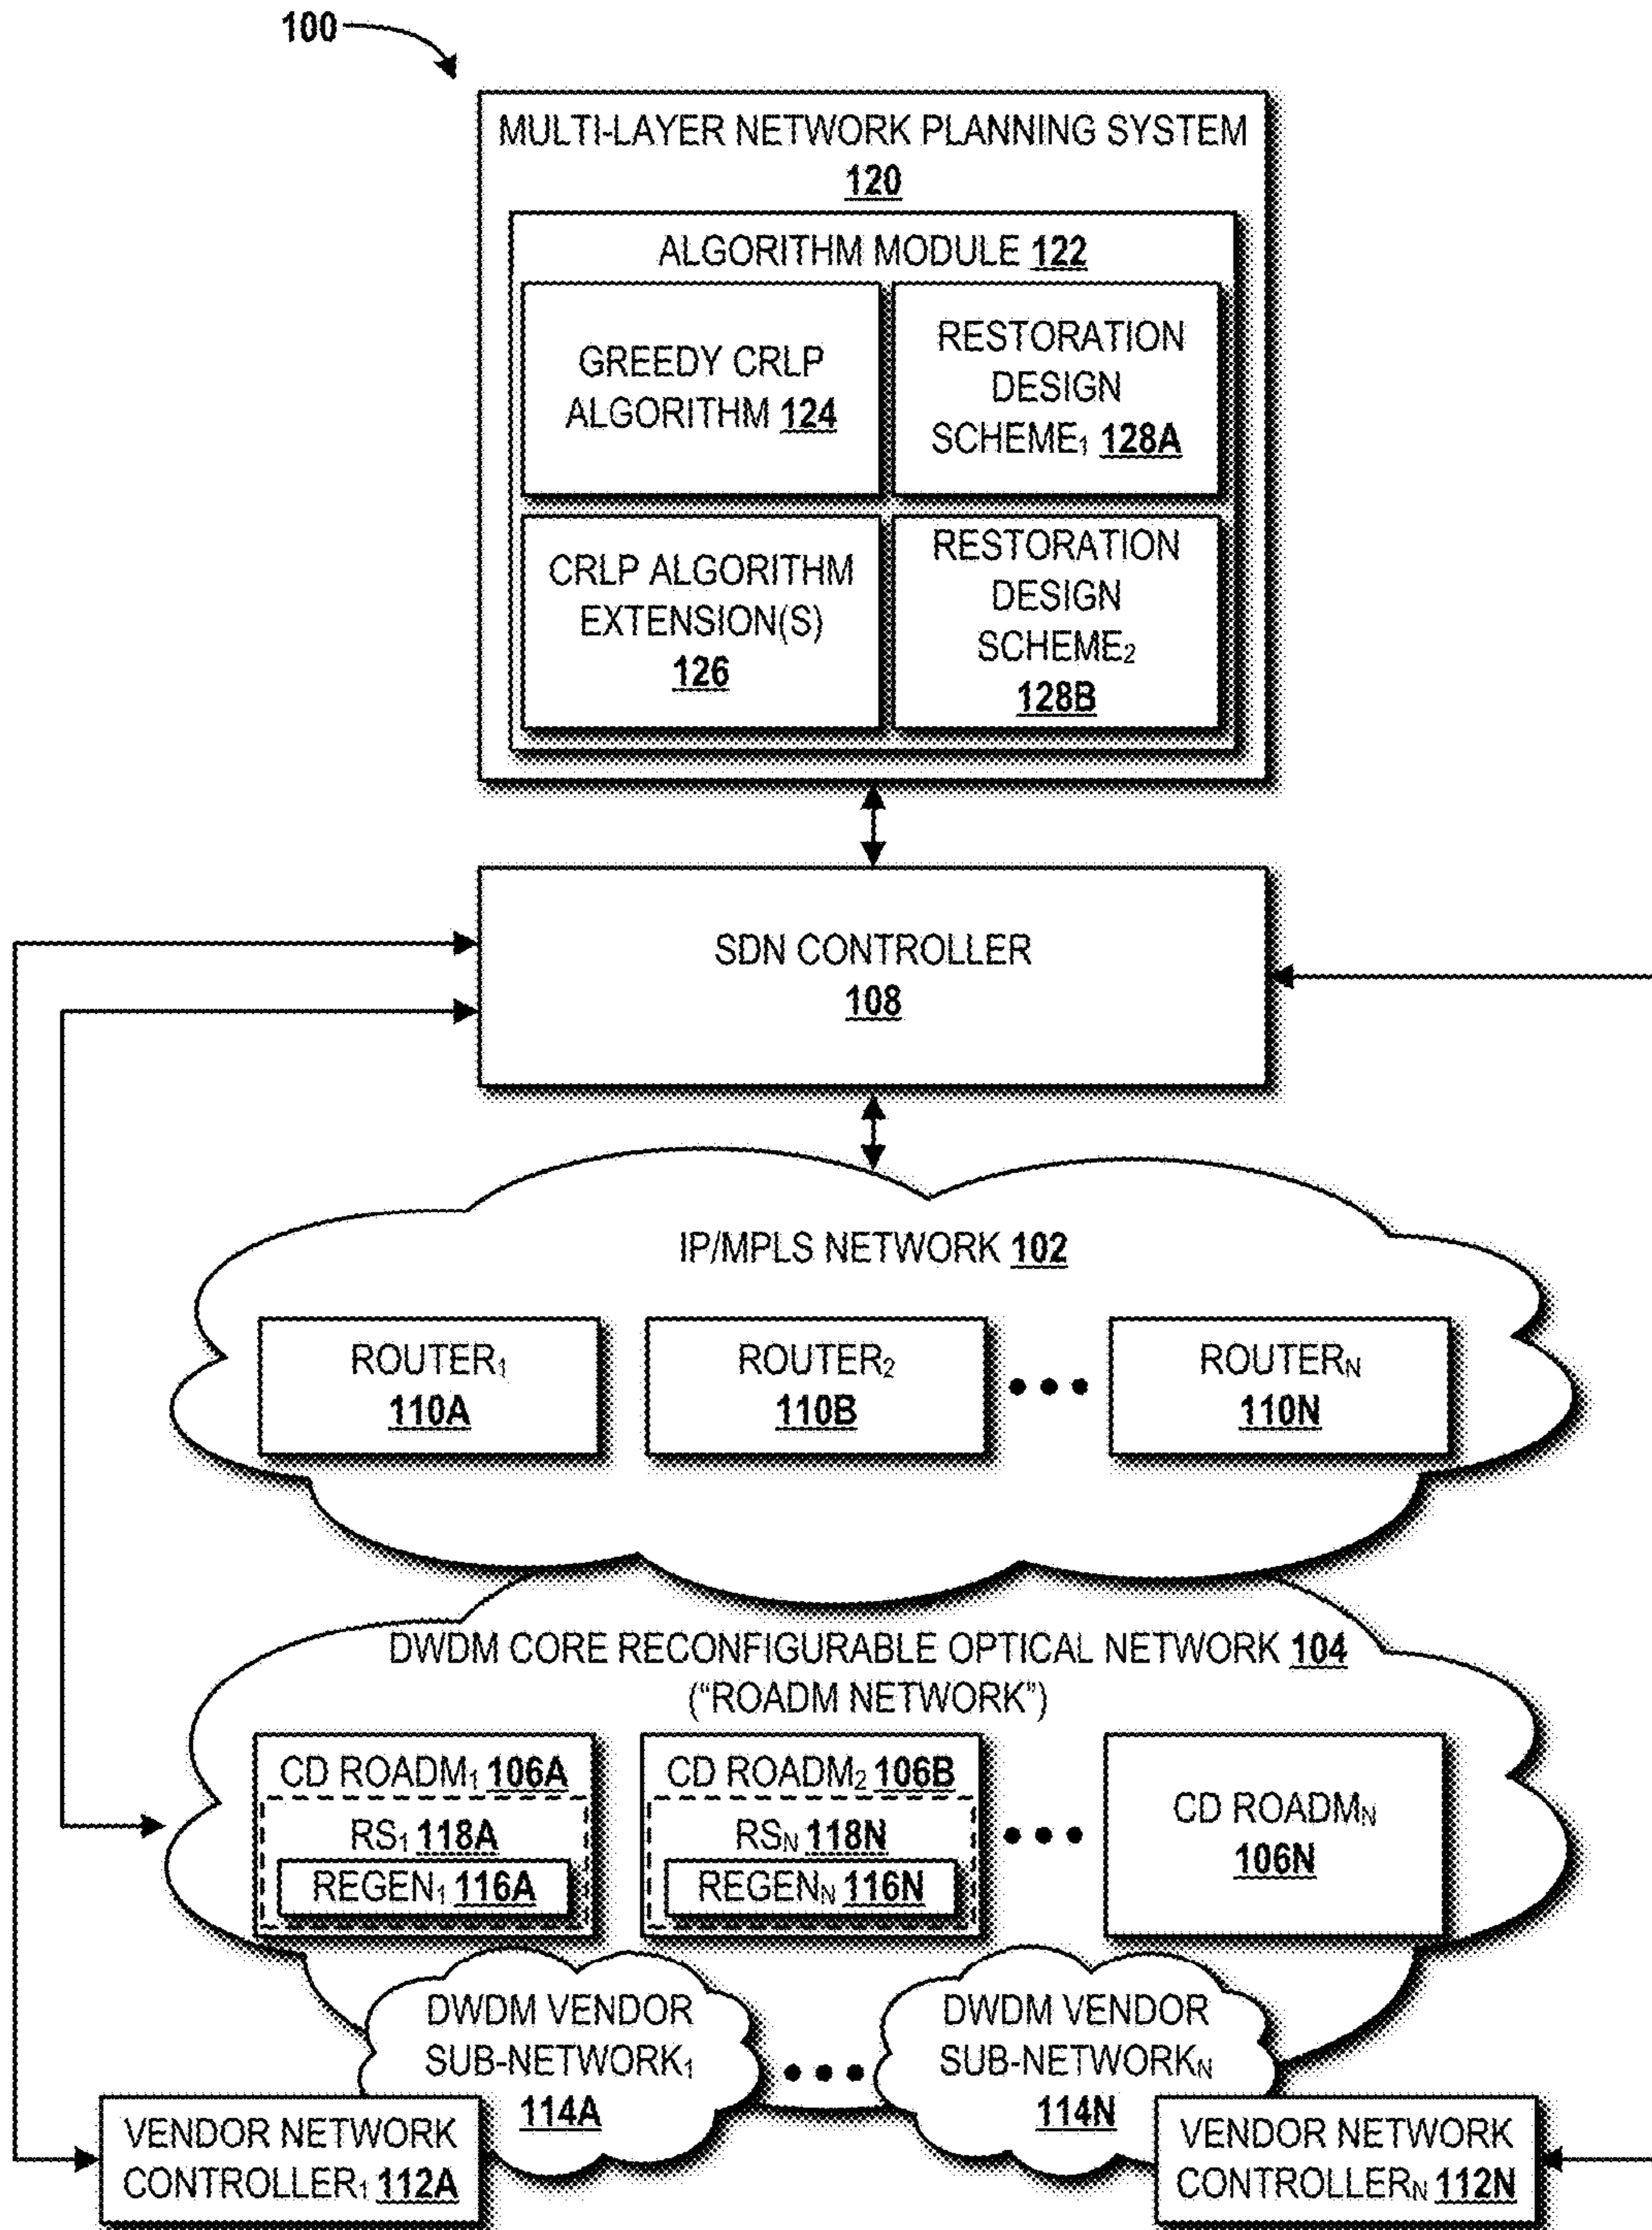 100
MULTI-LAYER NETWORK PLANNING SYSTEM
120
ALGORITHM MODULE 122
GREEDY CRLP
ALGORITHM 124
RESTORATION
DESIGN
SCHEME₁ 128A
CRLP ALGORITHM
EXTENSION(S)
126
RESTORATION
DESIGN
SCHEME₂
128B
SDN CONTROLLER
108
IP/MPLS NETWORK 102
ROUTER₁
110A
ROUTER₂
110B
ROUTERN
110N
DWDM CORE RECONFIGURABLE OPTICAL NETWORK 104
("ROADM NETWORK")
CD ROADM₁ 106A
RS₁ 118A
REGEN₁ 116A
CD ROADM₂ 106B
RSN 118N
REGENN 116N
CD ROADMN
106N
DWDM VENDOR
SUB-NETWORK₁
114A
DWDM VENDOR
SUB-NETWORKN
114N
VENDOR NETWORK
CONTROLLER₁ 112A
VENDOR NETWORK
CONTROLLERN 112N